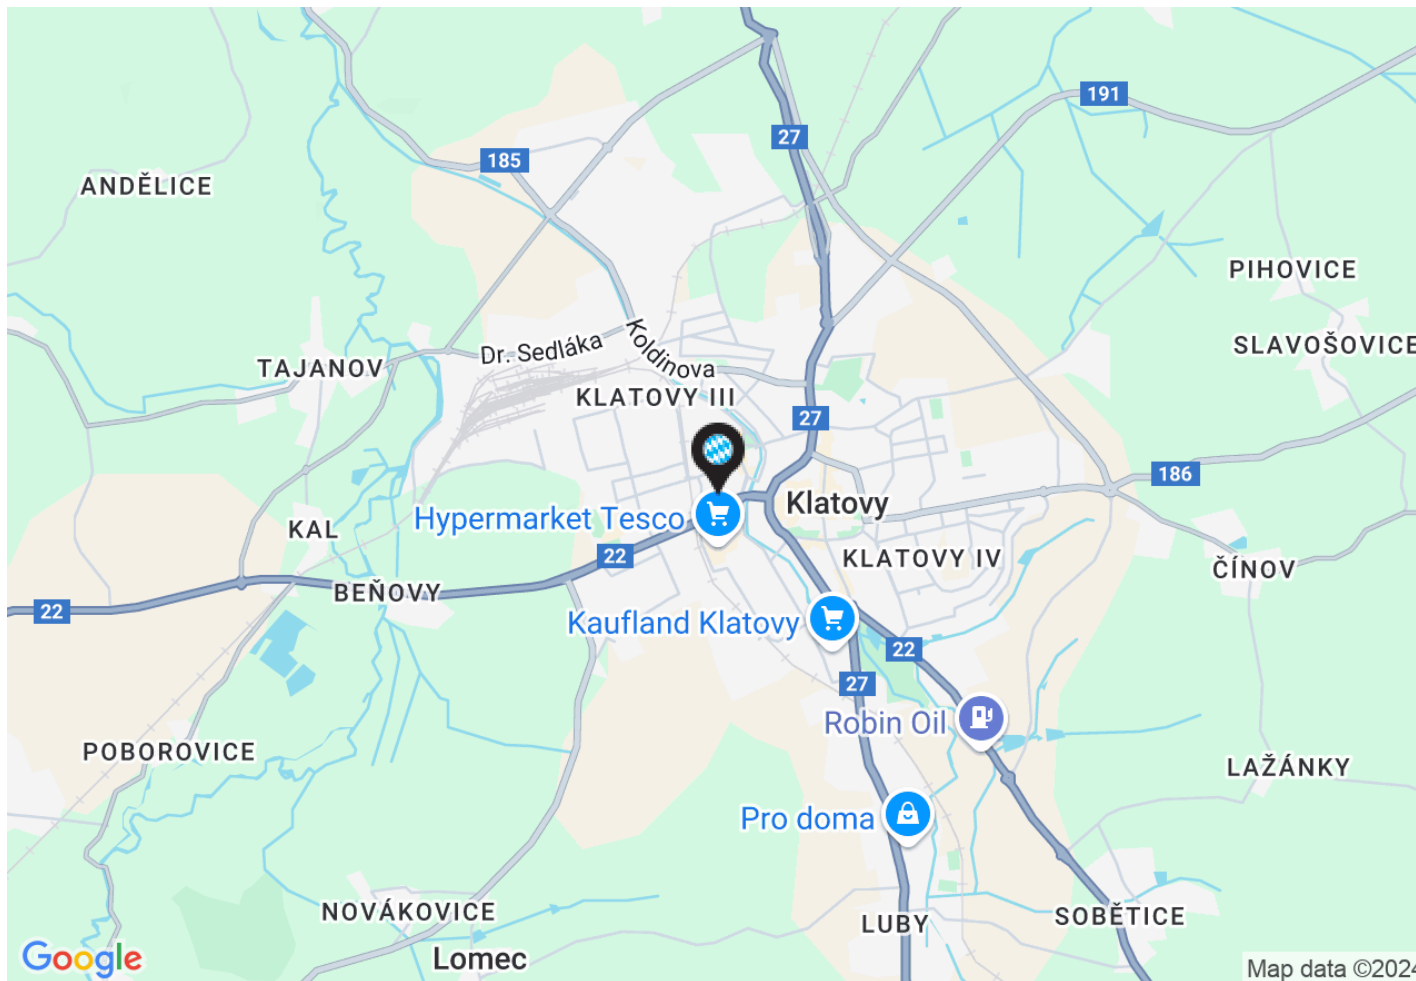 191
27
185
ANDĚLICE
PIHOVICE
SLAVOŠOVICE
Dr. Sedláka
Koldinova
TAJANOV
KLATOVY III
27
186
Klatovy
Hypermarket Tesco
KAL
22
KLATOVY IV
ČÍNOV
BEŇOVY
22
Kaufland Klatovy
22
27
Robin Oil
POBOROVICE
LAŽÁNKY
Pro doma
NOVÁKOVICE
LUBY
SOBĚTICE
Lomec
Google
Map data ©2024